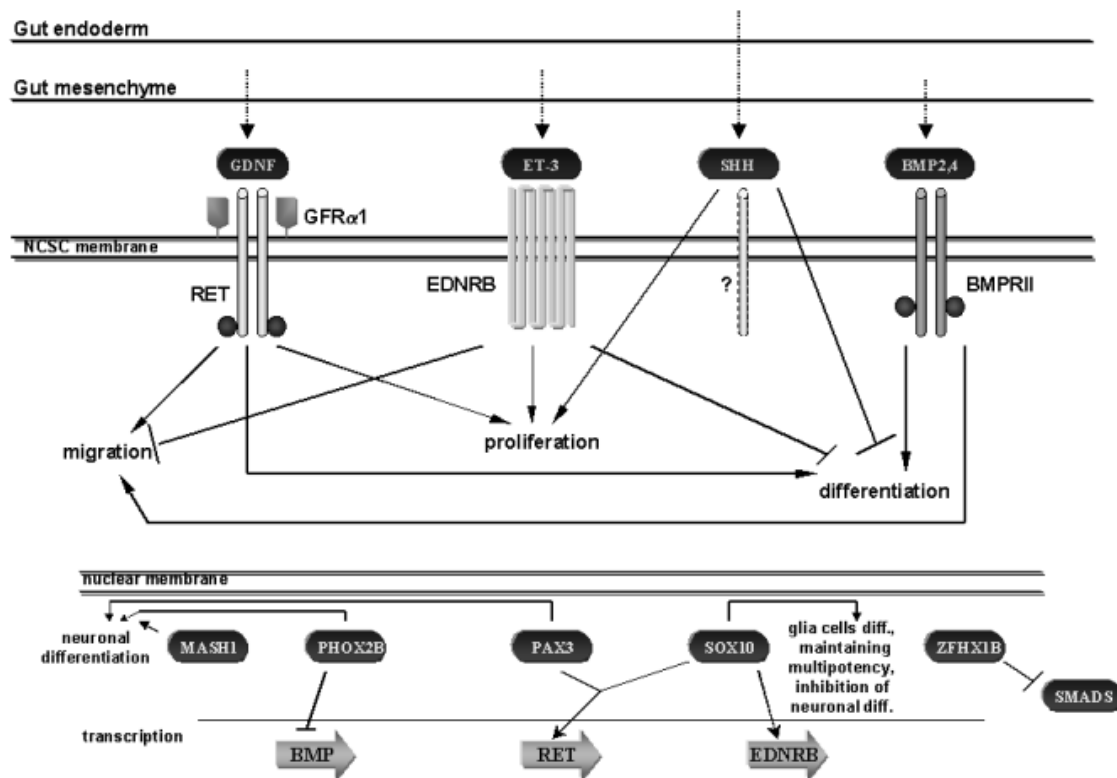 Gut endoderm
Gut mesenchyme
GDNF
ET-3
SHH
BMP2,4
GFRα1
NCSC membrane
RET
EDNRB
?
BMPRII
migration
proliferation
differentiation
nuclear membrane
neuronal
differentiation
MASH1
PHOX2B
PAX3
SOX10
glia cells diff.,
maintaining
multipotency,
inhibition of
neuronal diff.
ZFHX1B
SMADS
transcription
BMP
RET
EDNRB